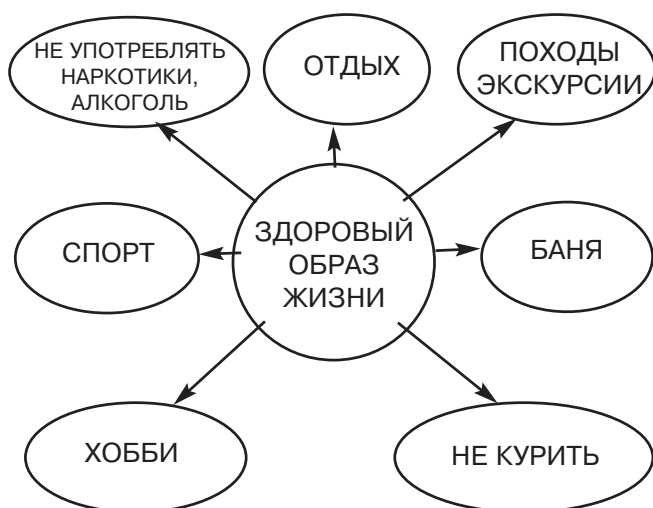 НЕ УПОТРЕБЛЯТЬ
НАРКОТИКИ,
АЛКОГОЛЬ
ОТДЫХ
ПОХОДЫ
ЭКСКУРСИИ
СПОРТ
ЗДОРОВЫЙ
ОБРАЗ
ЖИЗНИ
БАНЯ
ХОББИ
НЕ КУРИТЬ